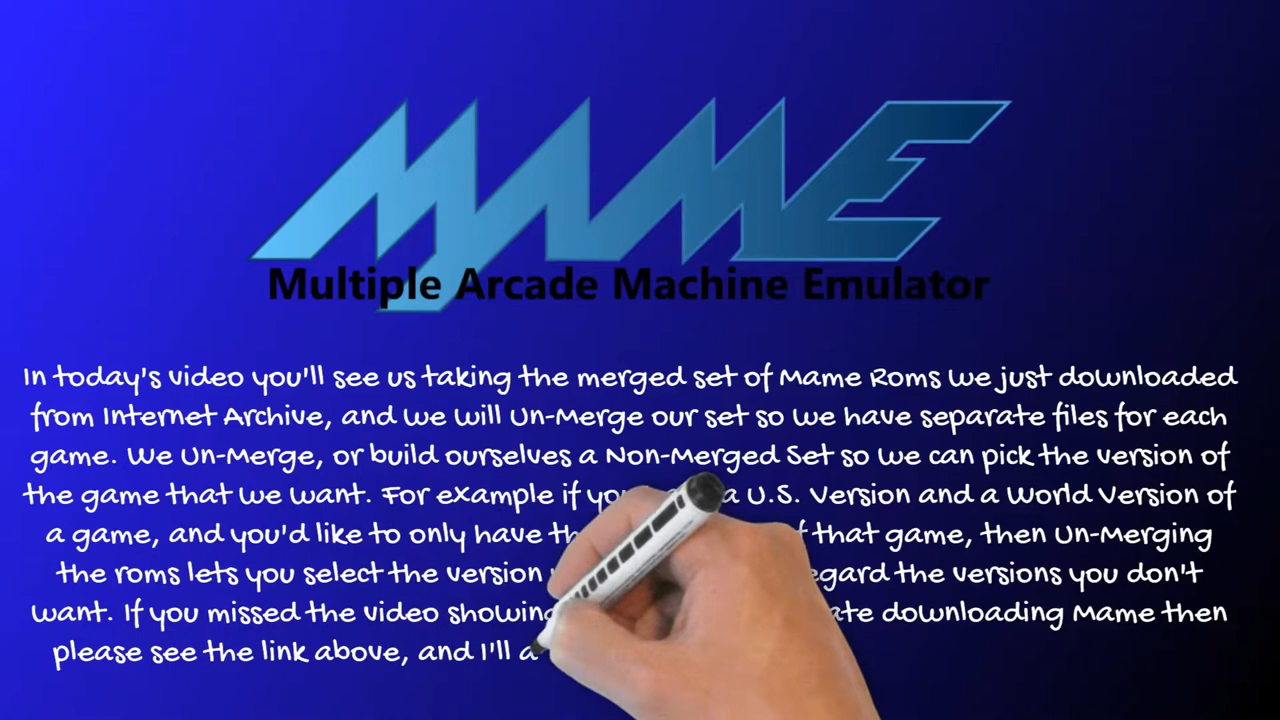 MAME
Multiple Arcade Machine Emulator
In today's video you'll see us taking the merged set of Mame Roms we just downloaded
from Internet Archive, and we will Un-Merge our set so we have separate files for each
game. We Un-Merge, or build ourselves a Non-Merged Set so we can pick the version of
the game that we want. For example if you a U.S. Version and a World Version of
a game, and you'd like to only have that game, then Un-Merging
the roms lets you select the version the versions you don't
want. If you missed the video showing downloading Mame then
please see the link above, and I'll